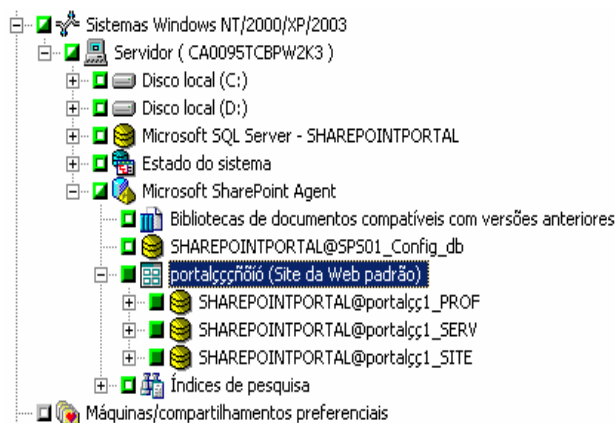 Sistemas Windows NT/2000/XP/2003
Servidor ( CA0095TCBPW2K3 )
Disco local (C:)
Disco local (D:)
Microsoft SQL Server - SHAREPOINTPORTAL
Estado do sistema
Microsoft SharePoint Agent
Bibliotecas de documentos compatíveis com versões anteriores
SHAREPOINTPORTAL@SPS01_Config_db
portalçççñõíó (Site da Web padrão)
SHAREPOINTPORTAL@portalçç1_PROF
SHAREPOINTPORTAL@portalçç1_SERV
SHAREPOINTPORTAL@portalçç1_SITE
Índices de pesquisa
Máquinas/compartilhamentos preferenciais